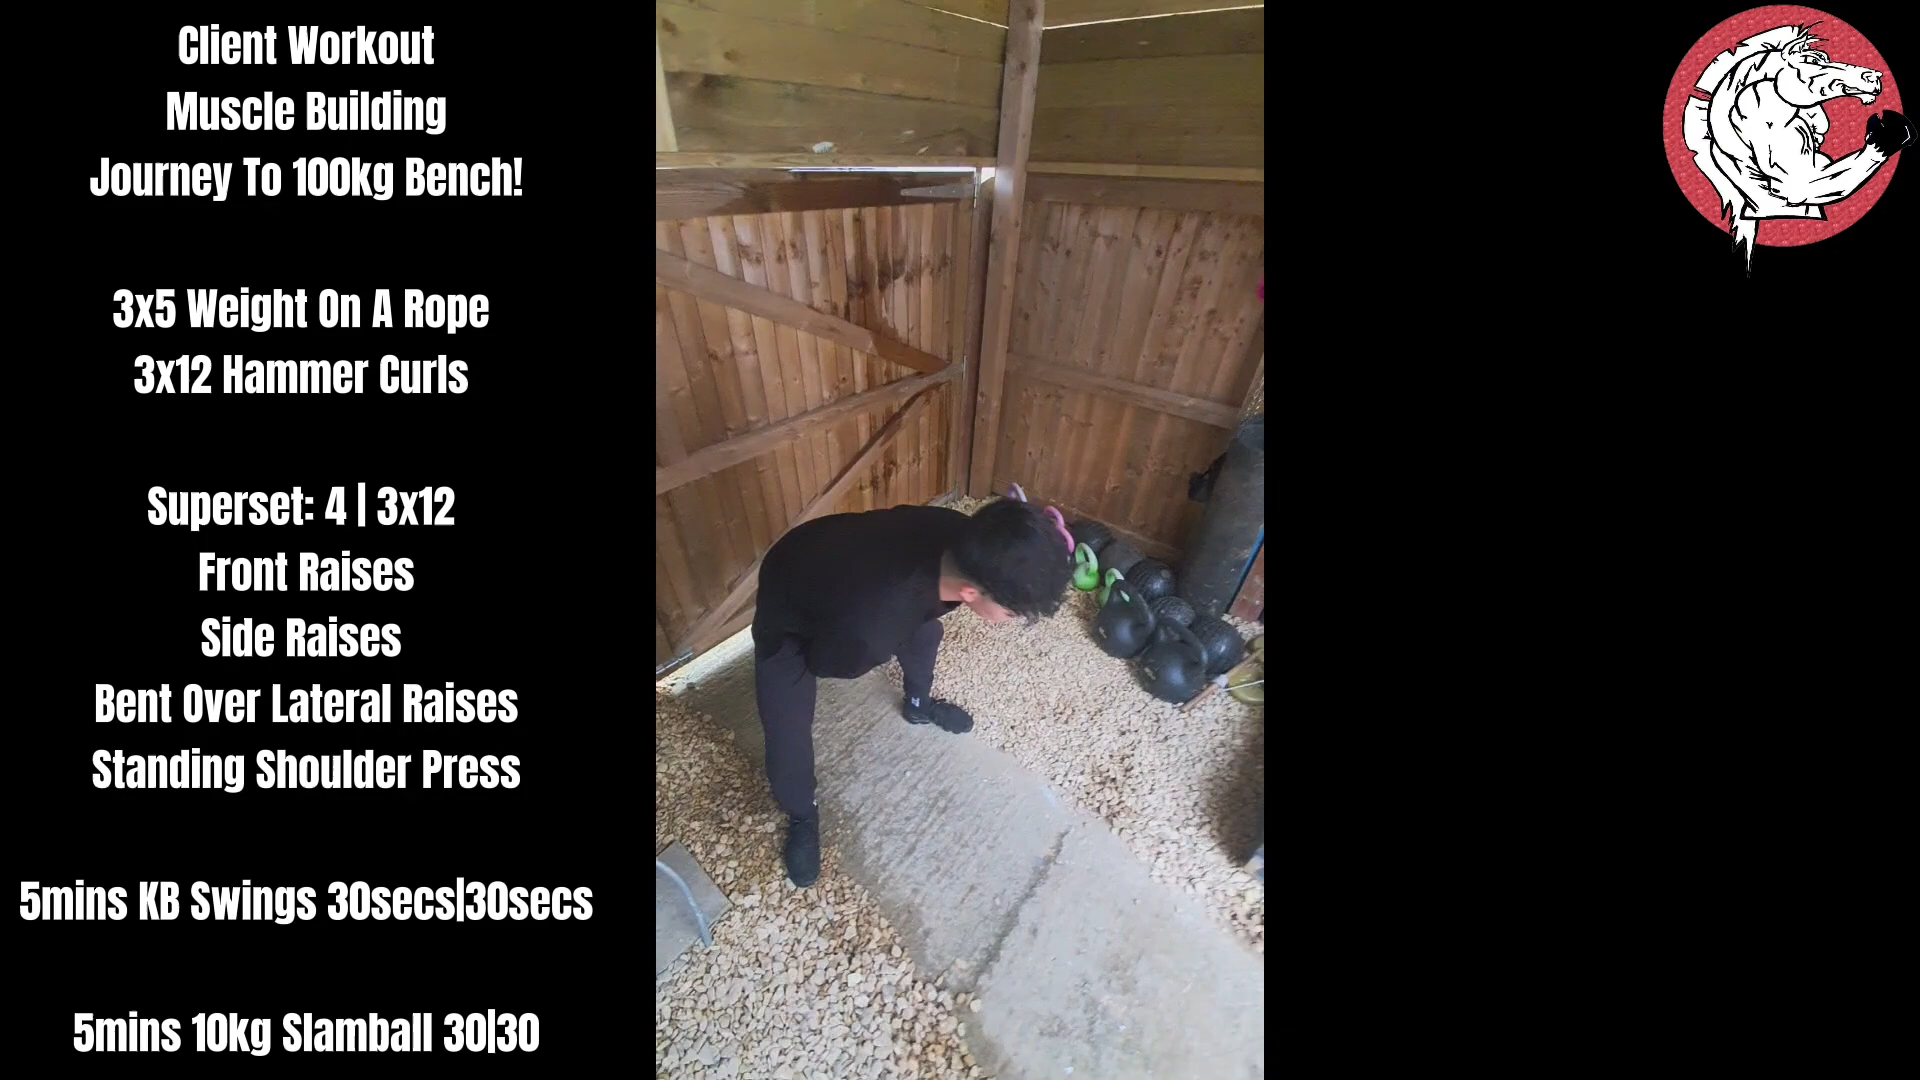 Client Workout
Muscle Building
Journey To 100kg Bench!
3x5 Weight On A Rope
3x12 Hammer Curls
Superset: 4 | 3x12
Front Raises
Side Raises
Bent Over Lateral Raises
Standing Shoulder Press
5mins KB Swings 30secs|30secs
5mins 10kg Slamball 30|30